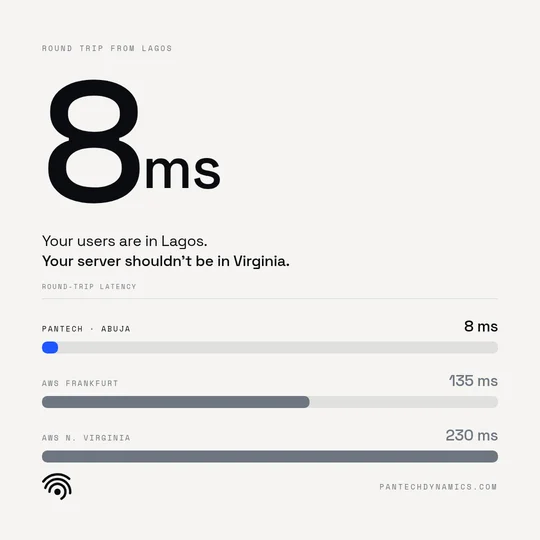 ROUND TRIP FROM LAGOS
8ms
Your users are in Lagos.
Your server shouldn't be in Virginia.
ROUND-TRIP LATENCY
PANTECH · ABUJA 8 ms
AWS FRANKFURT 135 ms
AWS N. VIRGINIA 230 ms
PANTECHDYNAMICS.COM